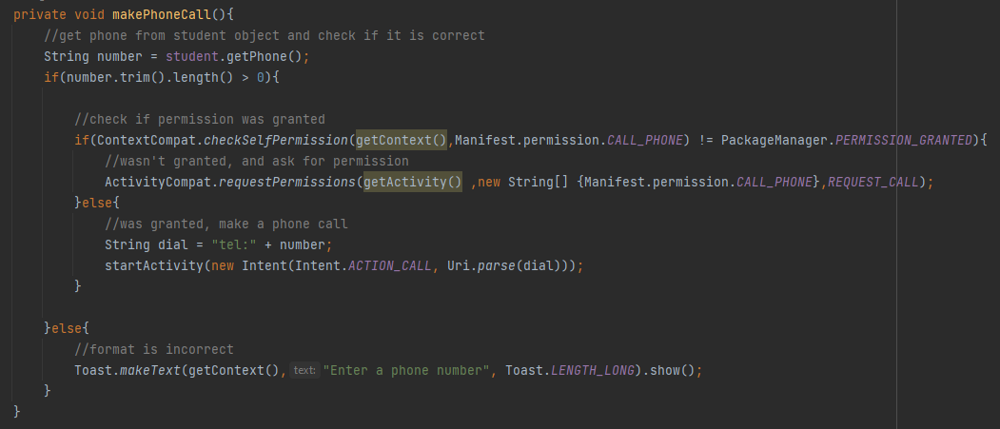 private void makePhoneCall(){
    //get phone from student object and check if it is correct
    String number = student.getPhone();
    if(number.trim().length() > 0){
        //check if permission was granted
        if(ContextCompat.checkSelfPermission(getContext(),Manifest.permission.CALL_PHONE) != PackageManager.PERMISSION_GRANTED){
            //wasn't granted, and ask for permission
            ActivityCompat.requestPermissions(getActivity() ,new String[] {Manifest.permission.CALL_PHONE},REQUEST_CALL);
        }else{
            //was granted, make a phone call
            String dial = "tel:" + number;
            startActivity(new Intent(Intent.ACTION_CALL, Uri.parse(dial)));
        }
    }else{
        //format is incorrect
        Toast.makeText(getContext(), text: "Enter a phone number", Toast.LENGTH_LONG).show();
    }
}